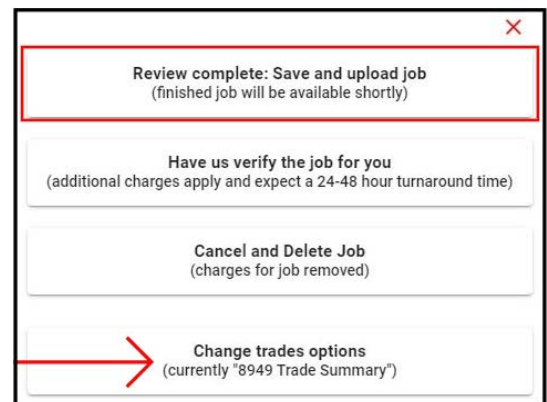 Review complete: Save and upload job
(finished job will be available shortly)
Have us verify the job for you
(additional charges apply and expect a 24-48 hour turnaround time)
Cancel and Delete Job
(charges for job removed)
Change trades options
(currently "8949 Trade Summary")